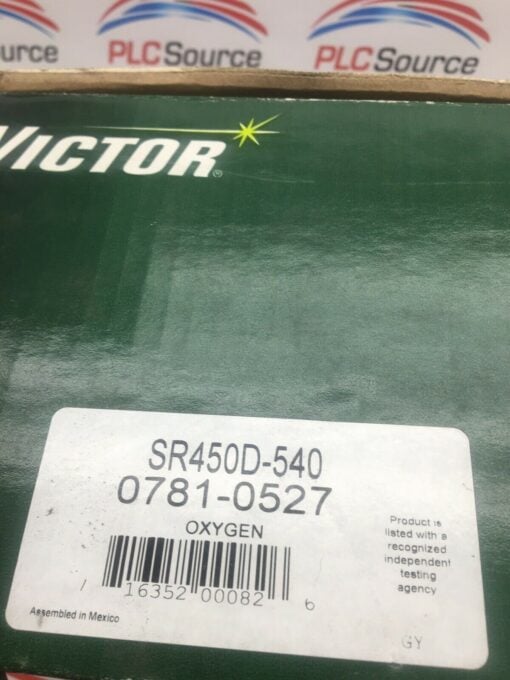 urce PLCSource PLCSource
VICTOR®
SR450D-540
0781-0527
OXYGEN
7 16352 00082 6
Assembled in Mexico
Product is
listed with a
recognized
independent
testing
agency
GY